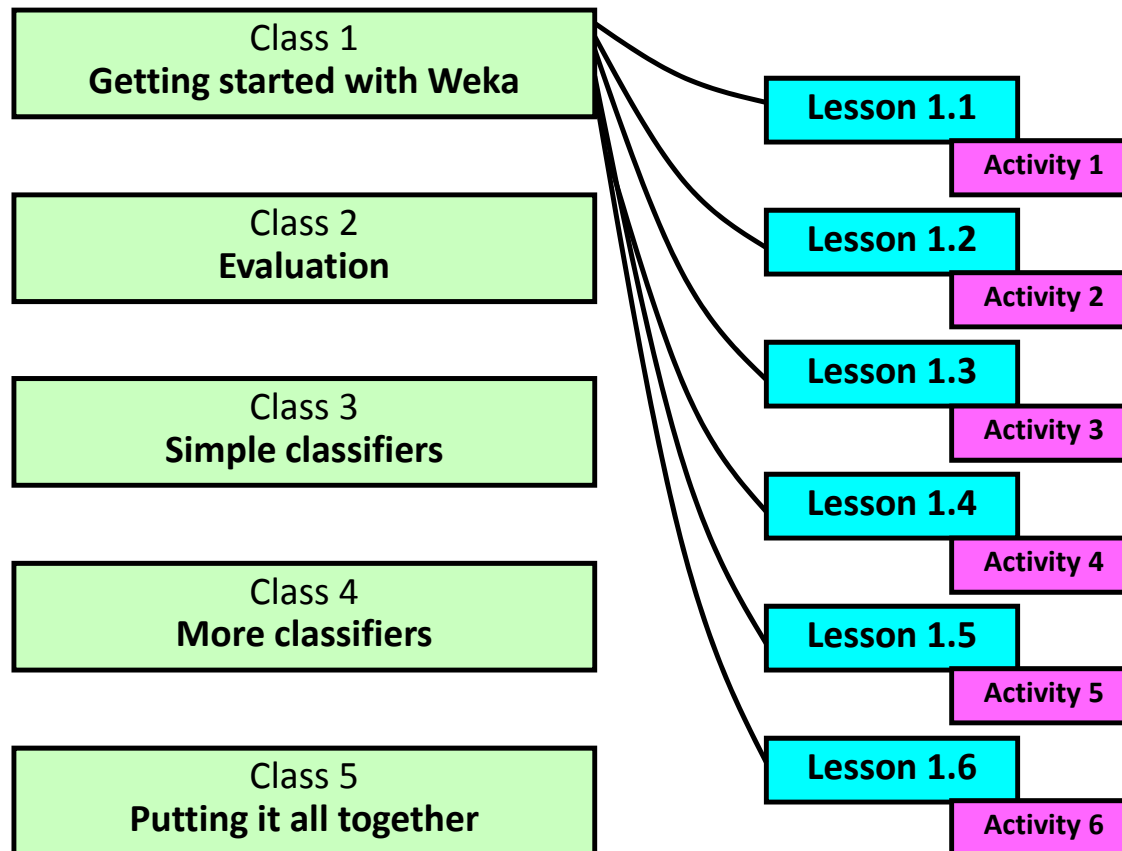 Class 1
Getting started with Weka
Lesson 1.1
Activity 1
Class 2
Evaluation
Lesson 1.2
Activity 2
Lesson 1.3
Activity 3
Class 3
Simple classifiers
Lesson 1.4
Activity 4
Class 4
More classifiers
Lesson 1.5
Activity 5
Class 5
Putting it all together
Lesson 1.6
Activity 6